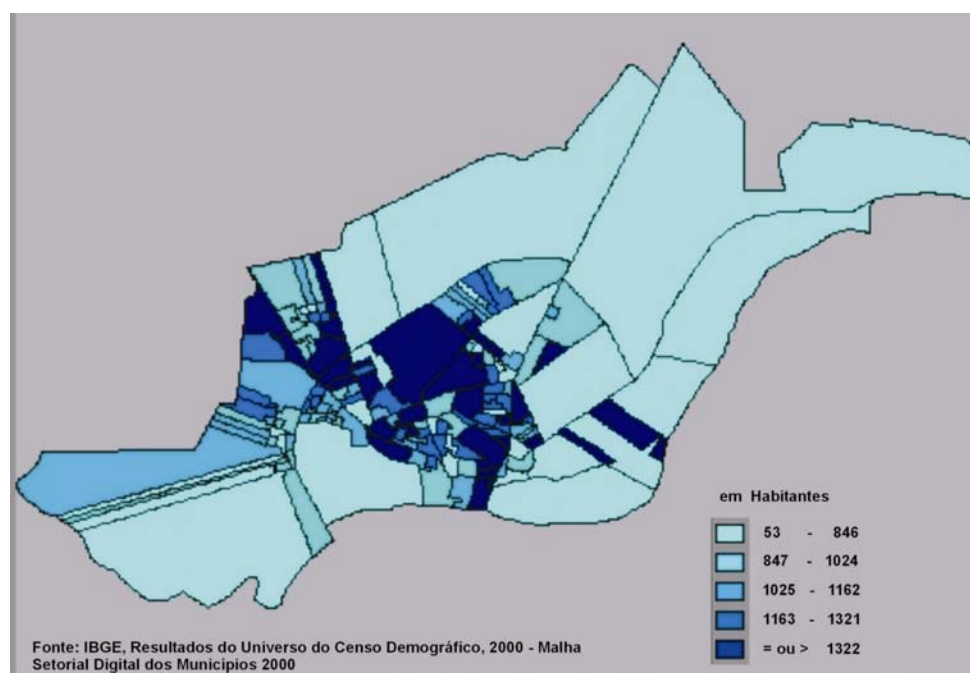 em Habitantes
53 - 846
847 - 1024
1025 - 1162
1163 - 1321
= ou > 1322
Fonte: IBGE, Resultados do Universo do Censo Demográfico, 2000 - Malha
Setorial Digital dos Municípios 2000